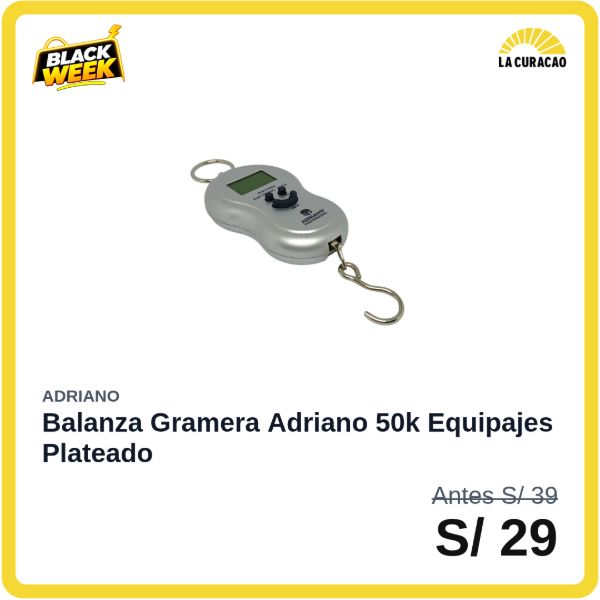 BLACK
WEEK
LA CURACAO
ADRIANO
Balanza Gramera Adriano 50k Equipajes
Plateado
Antes S/ 39
S/ 29